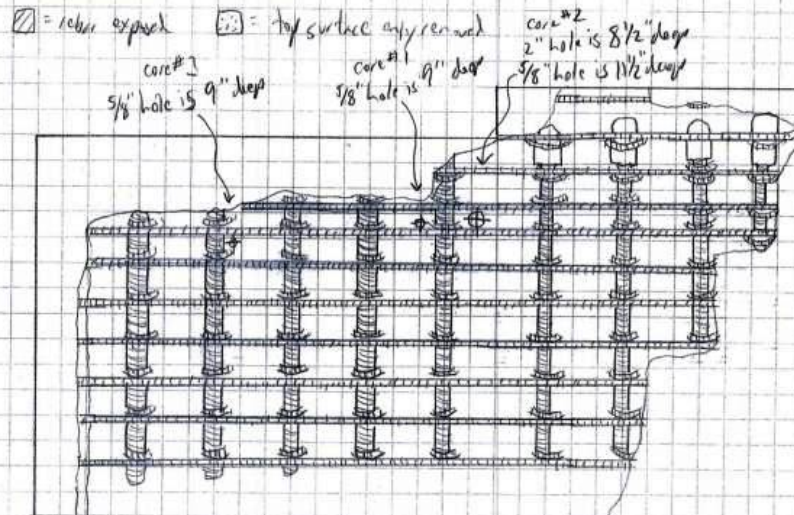 = rebar exposed
= top surface only removed
core #3
5/8" hole is 9" deep
core #1
5/8" hole is 9" deep
core #2
2" hole is 8 1/2" deep
5/8" hole is 11 1/2" deep